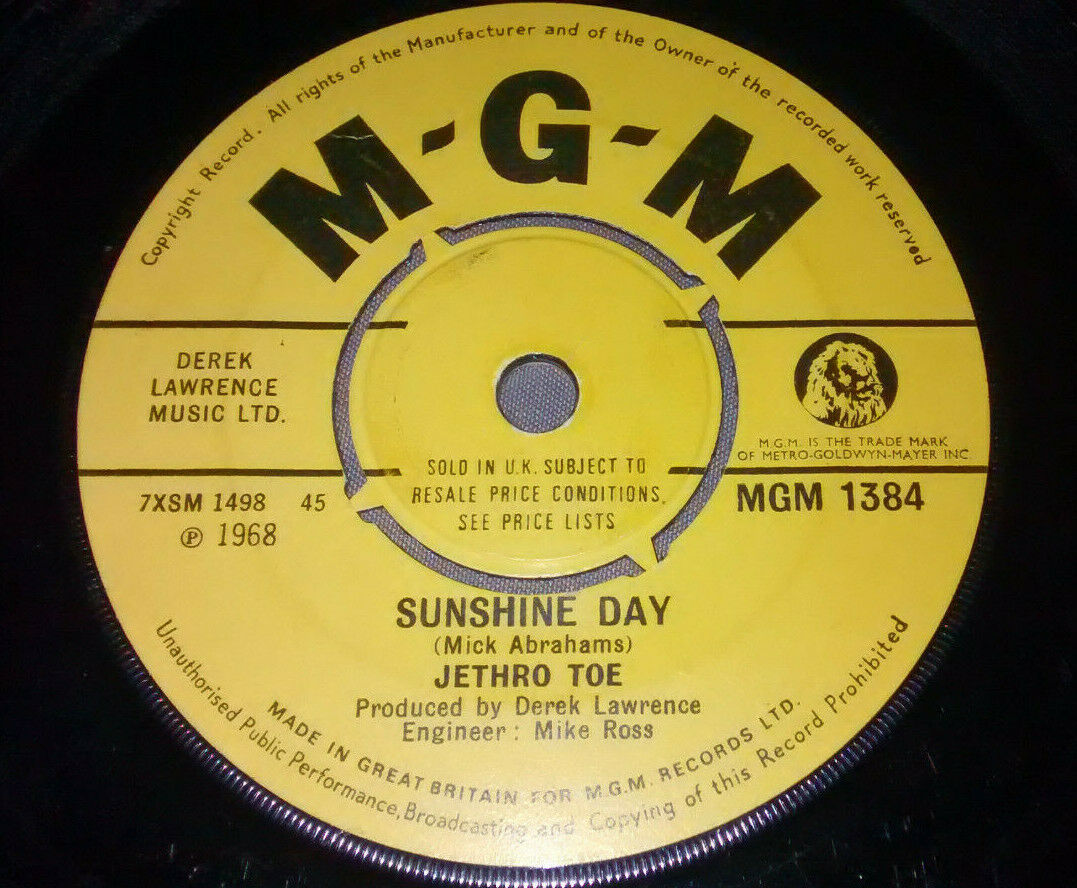 Copyright Record. All rights of the Manufacturer and of the Owner of the recorded work reserved
M-G-M
DEREK
LAWRENCE
MUSIC LTD.
M.G.M. IS THE TRADE MARK
OF METRO-GOLDWYN-MAYER INC.
SOLD IN U.K. SUBJECT TO
RESALE PRICE CONDITIONS,
SEE PRICE LISTS
7XSM 1498 45
℗ 1968
MGM 1384
SUNSHINE DAY
(Mick Abrahams)
JETHRO TOE
Produced by Derek Lawrence
Engineer: Mike Ross
MADE IN GREAT BRITAIN FOR M.G.M. RECORDS LTD.
Unauthorised Public Performance, Broadcasting and Copying of this Record Prohibited